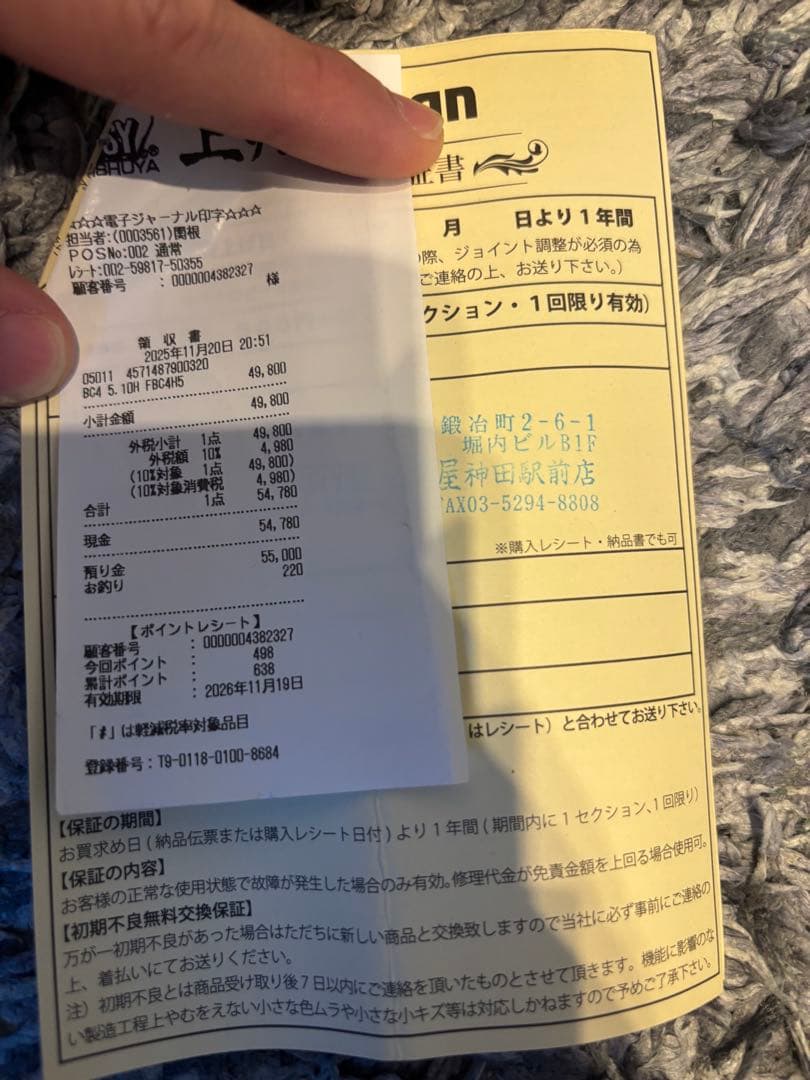 上
SHUYA
☆☆☆電子ジャーナル印字☆☆☆
担当者:(0003561)関根
POSNo:002 通常
ﾚｼｰﾄ:002-59817-50355
顧客番号 : 0000004382327
様
領 収 書
2025年11月20日 20:51
05011 4571487900320
BC4 5.10H FBC4H5 49,800
小計金額 49,800
外税小計 1点 49,800
外税額 10% 4,980
(10%対象 1点 49,800)
(10%対象消費税 4,980)
合計 1点 54,780
現金 54,780
預り金 55,000
お釣り 220
【ポイントレシート】
顧客番号 : 0000004382327
今回ポイント : 498
累計ポイント : 638
有効期限 : 2026年11月19日
「#」は軽減税率対象品目
登録番号:T9-0118-0100-8684
an
証書
月 日より1年間
の際、ジョイント調整が必須の為
ご連絡の上、お送り下さい。)
クション・1回限り有効)
鍛冶町2-6-1
堀内ビルB1F
屋神田駅前店
FAX03-5294-8808
※購入レシート・納品書でも可
はレシート)と合わせてお送り下さい。
【保証の期間】
お買求め日(納品伝票または購入レシート日付)より1年間(期間内に1セクション、1回限り)
【保証の内容】
お客様の正常な使用状態で故障が発生した場合のみ有効。修理代金が免責金額を上回る場合使用可。
【初期不良無料交換保証】
万が一初期不良があった場合はただちに新しい商品と交換致しますので当社に必ず事前にご連絡の
上、着払いにてお送りください。
注)初期不良とは商品受け取り後7日以内にご連絡を頂いたものとさせて頂きます。機能に影響のな
い製造工程上やむをえない小さな色ムラや小さな小キズ等は対応しかねますので予めご了承下さい。